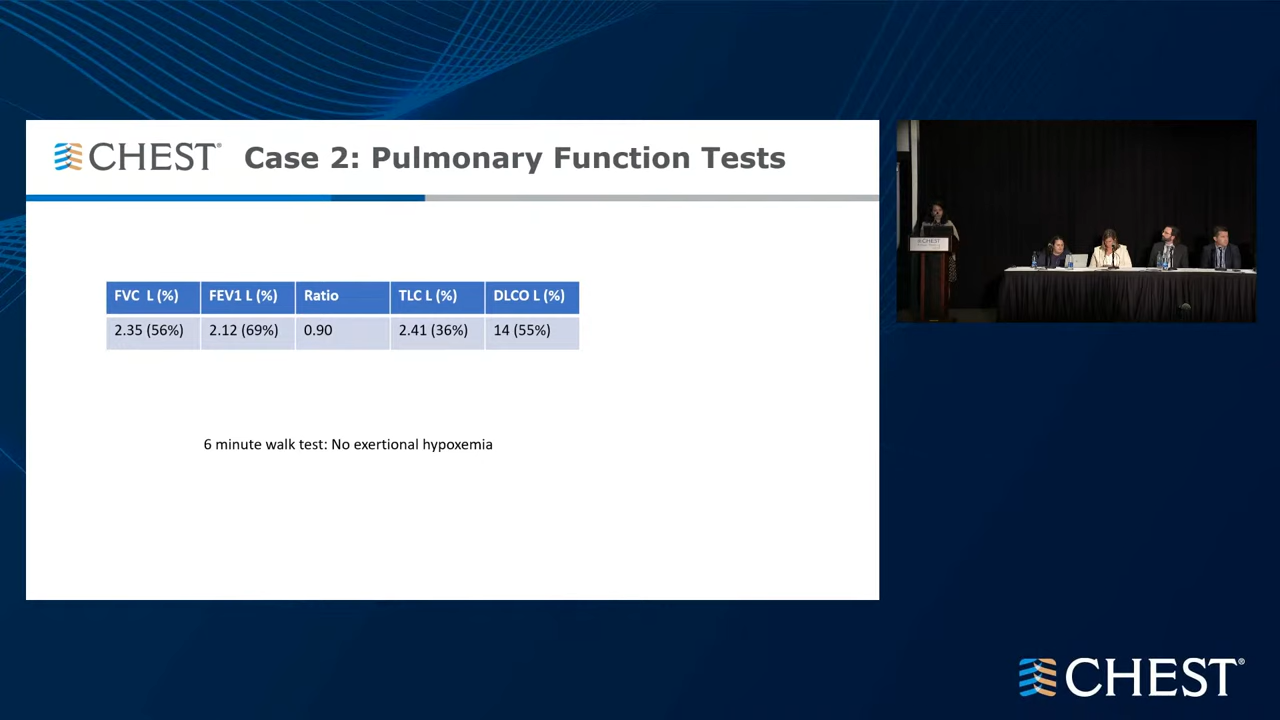 CHEST® Case 2: Pulmonary Function Tests
FVC L (%) FEV1 L (%) Ratio TLC L (%) DLCO L (%)
2.35 (56%) 2.12 (69%) 0.90 2.41 (36%) 14 (55%)
6 minute walk test: No exertional hypoxemia
CHEST
CHEST®